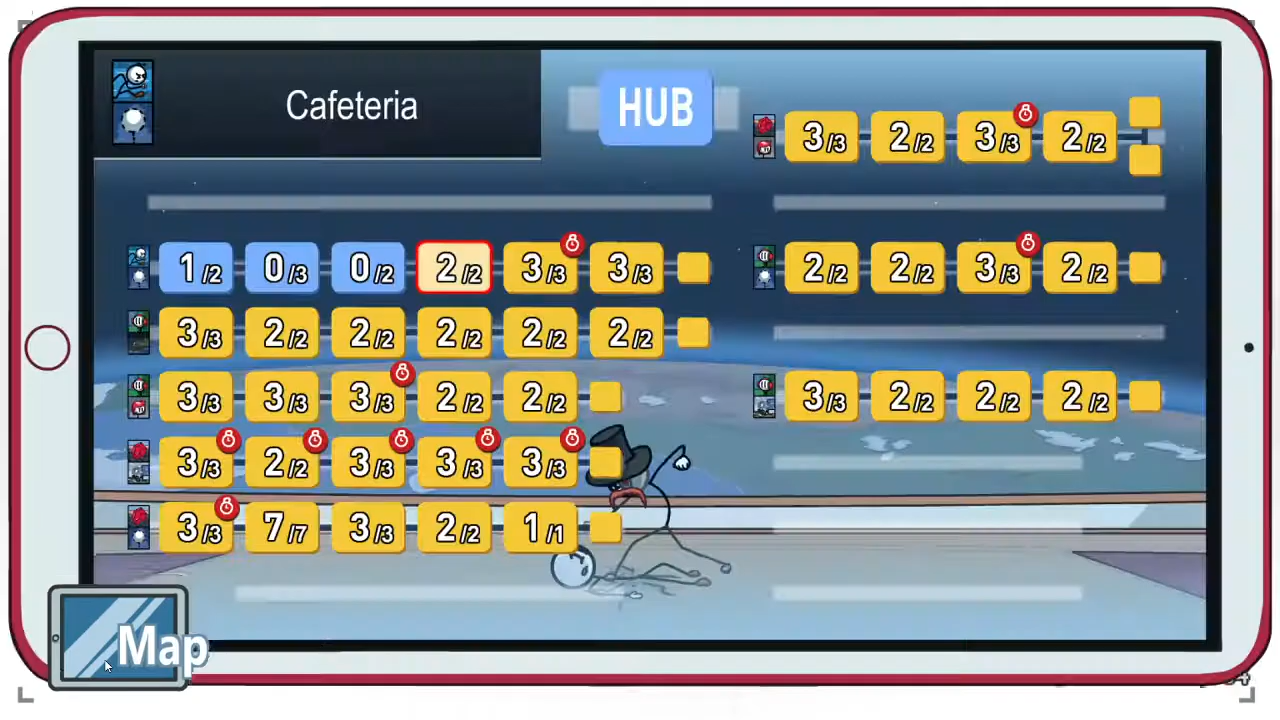 Cafeteria
HUB
3/3 2/2 3/3 2/2
1/2 0/3 0/2 2/2 3/3 3/3
2/2 2/2 3/3 2/2
3/3 2/2 2/2 2/2 2/2 2/2
3/3 3/3 3/3 2/2 2/2
3/3 2/2 2/2 2/2
3/3 2/2 3/3 3/3 3/3
3/3 7/7 3/3 2/2 1/1
Map